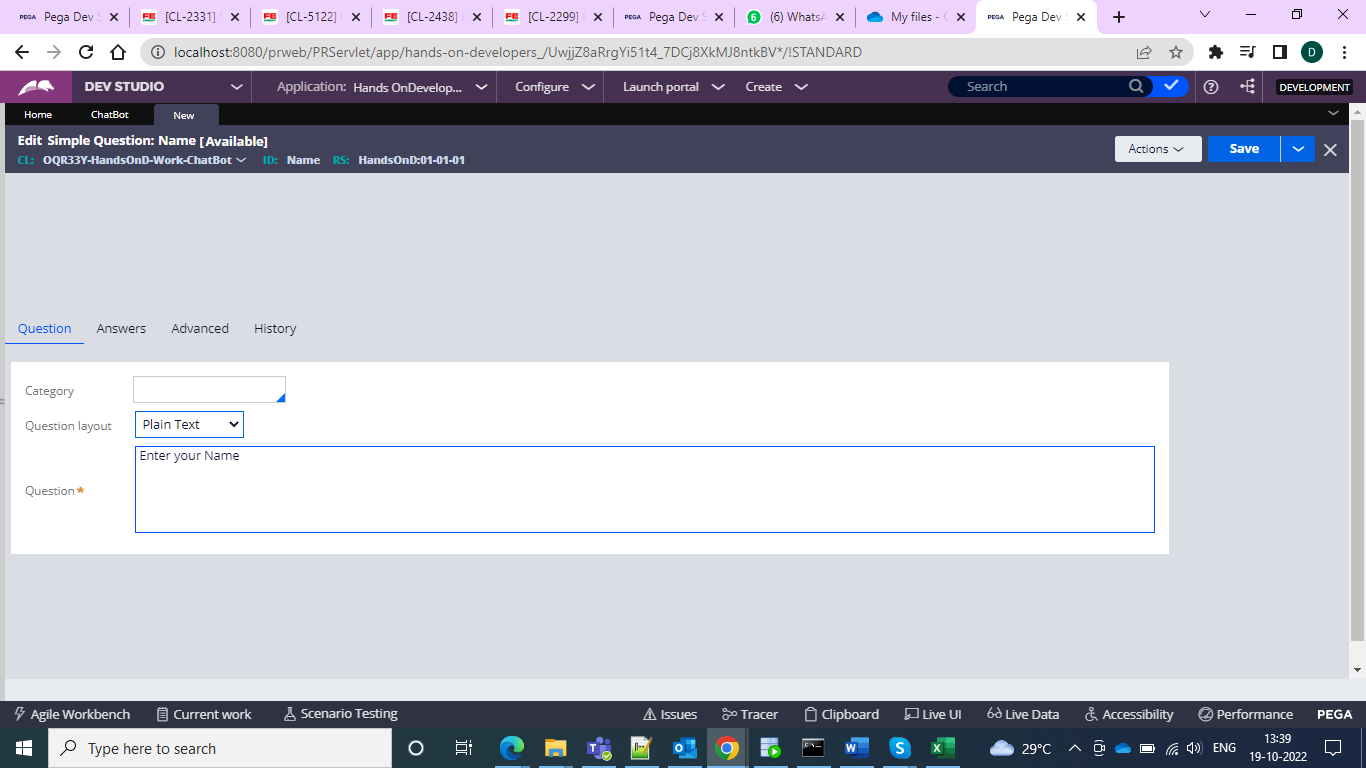 Pega Dev S
[CL-2331]
[CL-5122]
[CL-2438]
[CL-2299]
Pega Dev S
(6) WhatsA
My files -
Pega Dev S
localhost:8080/prweb/PRServlet/app/hands-on-developers_/UwjjZ8aRrgYi51t4_7DCj8XkMJ8ntkBV*/!STANDARD
D
DEV STUDIO
Application: Hands OnDevelop...
Configure
Launch portal
Create
Search
DEVELOPMENT
Home
ChatBot
New
Edit Simple Question: Name [Available]
CL: OQR33Y-HandsOnD-Work-ChatBot ID: Name RS: HandsOnD:01-01-01
Actions
Save
Question
Answers
Advanced
History
Category
Question layout
Plain Text
Enter your Name
Question*
Agile Workbench
Current work
Scenario Testing
Issues
Tracer
Clipboard
Live UI
Live Data
Accessibility
Performance
PEGA
Type here to search
29°C
ENG
13:39
19-10-2022